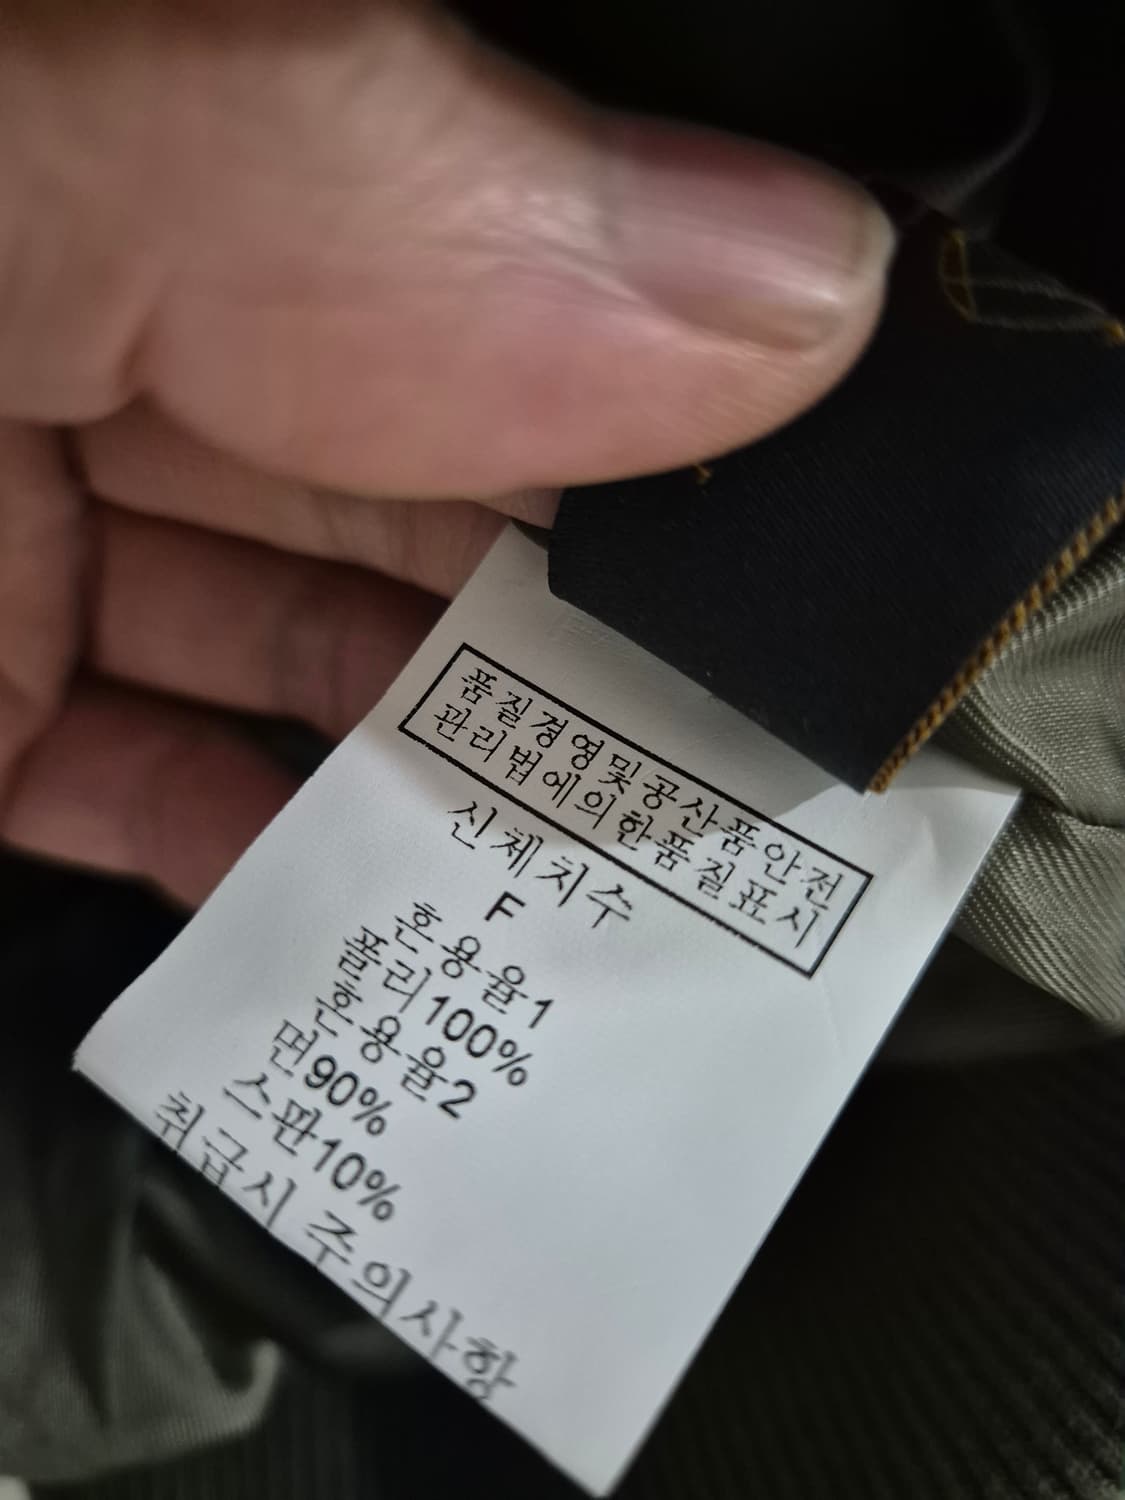 품질경영및공산품안전
관리법에의한품질표시
신체치수
F
혼용율1
폴리100%
혼용율2
면90%
스판10%
취급시 주의사항